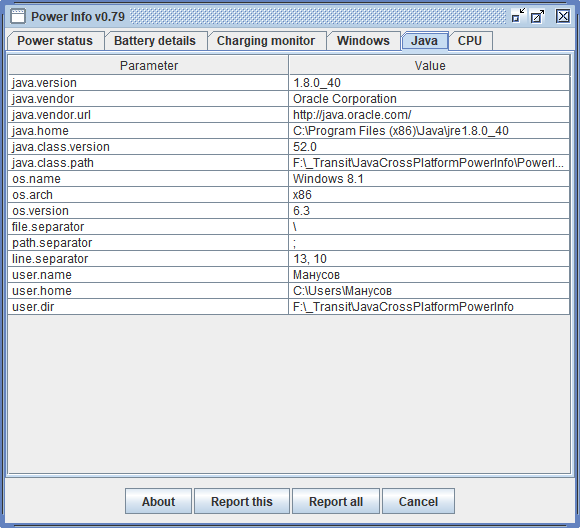 Power Info v0.79
Power status Battery details Charging monitor Windows Java CPU
Parameter Value
java.version 1.8.0_40
java.vendor Oracle Corporation
java.vendor.url http://java.oracle.com/
java.home C:\Program Files (x86)\Java\jre1.8.0_40
java.class.version 52.0
java.class.path F:\_Transit\JavaCrossPlatformPowerInfo\PowerI...
os.name Windows 8.1
os.arch x86
os.version 6.3
file.separator \
path.separator ;
line.separator 13, 10
user.name Манусов
user.home C:\Users\Манусов
user.dir F:\_Transit\JavaCrossPlatformPowerInfo
About Report this Report all Cancel